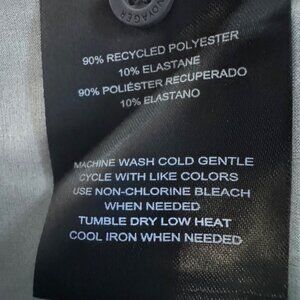 VOYAGER
90% RECYCLED POLYESTER
10% ELASTANE
90% POLIÉSTER RECUPERADO
10% ELASTANO
MACHINE WASH COLD GENTLE
CYCLE WITH LIKE COLORS
USE NON-CHLORINE BLEACH
WHEN NEEDED
TUMBLE DRY LOW HEAT
COOL IRON WHEN NEEDED